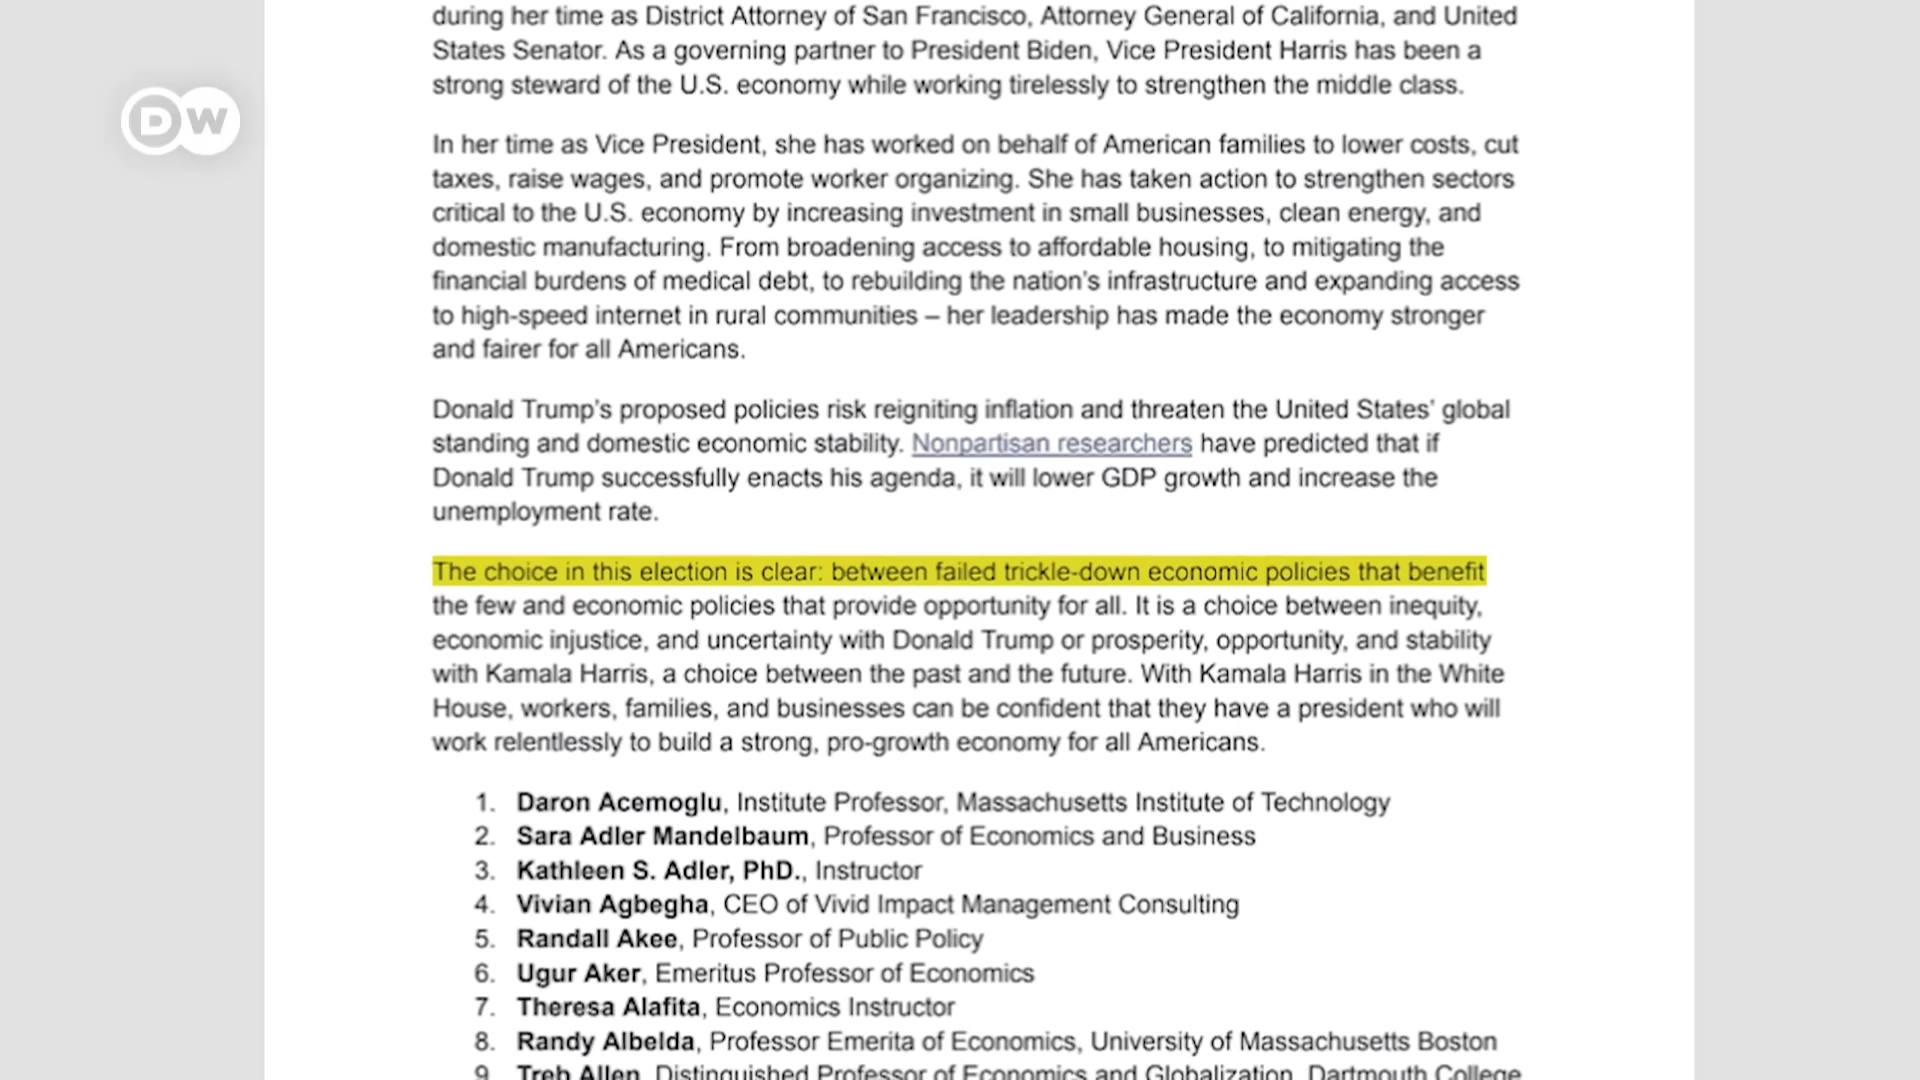 during her time as District Attorney of San Francisco, Attorney General of California, and United
States Senator. As a governing partner to President Biden, Vice President Harris has been a
strong steward of the U.S. economy while working tirelessly to strengthen the middle class.
DW
In her time as Vice President, she has worked on behalf of American families to lower costs, cut
taxes, raise wages, and promote worker organizing. She has taken action to strengthen sectors
critical to the U.S. economy by increasing investment in small businesses, clean energy, and
domestic manufacturing. From broadening access to affordable housing, to mitigating the
financial burdens of medical debt, to rebuilding the nation’s infrastructure and expanding access
to high-speed internet in rural communities – her leadership has made the economy stronger
and fairer for all Americans.
Donald Trump’s proposed policies risk reigniting inflation and threaten the United States’ global
standing and domestic economic stability. Nonpartisan researchers have predicted that if
Donald Trump successfully enacts his agenda, it will lower GDP growth and increase the
unemployment rate.
The choice in this election is clear: between failed trickle-down economic policies that benefit
the few and economic policies that provide opportunity for all. It is a choice between inequity,
economic injustice, and uncertainty with Donald Trump or prosperity, opportunity, and stability
with Kamala Harris, a choice between the past and the future. With Kamala Harris in the White
House, workers, families, and businesses can be confident that they have a president who will
work relentlessly to build a strong, pro-growth economy for all Americans.
1. Daron Acemoglu, Institute Professor, Massachusetts Institute of Technology
2. Sara Adler Mandelbaum, Professor of Economics and Business
3. Kathleen S. Adler, PhD., Instructor
4. Vivian Agbegha, CEO of Vivid Impact Management Consulting
5. Randall Akee, Professor of Public Policy
6. Ugur Aker, Emeritus Professor of Economics
7. Theresa Alafita, Economics Instructor
8. Randy Albelda, Professor Emerita of Economics, University of Massachusetts Boston
9. Treb Allen, Distinguished Professor of Economics and Globalization, Dartmouth College